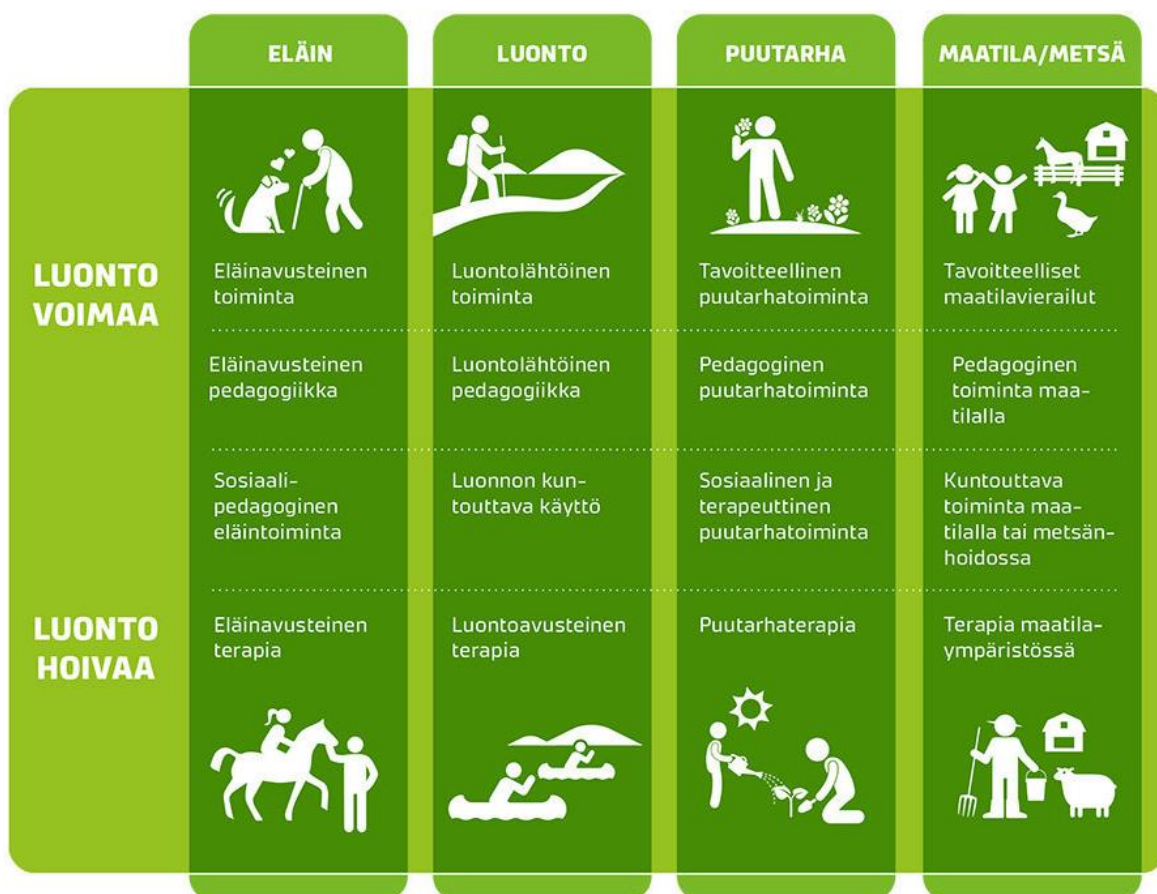 ELÄIN
LUONTO
PUUTARHA
MAATILA/METSÄ
LUONTO
VOIMAA
Eläinavusteinen
toiminta
Luontolähtöinen
toiminta
Tavoitteellinen
puutarhatoiminta
Tavoitteelliset
maatilavierailut
Eläinavusteinen
pedagogiikka
Luontolähtöinen
pedagogiikka
Pedagoginen
puutarhatoiminta
Pedagoginen
toiminta maa-
tilalla
Sosiaali-
pedagoginen
eläintoiminta
Luonnon kun-
touttava käyttö
Sosiaalinen ja
terapeuttinen
puutarhatoiminta
Kuntouttava
toiminta maa-
tilalla tai metsän-
hoidossa
LUONTO
HOIVAA
Eläinavusteinen
terapia
Luontoavusteinen
terapia
Puutarhaterapia
Terapia maatila-
ympäristössä